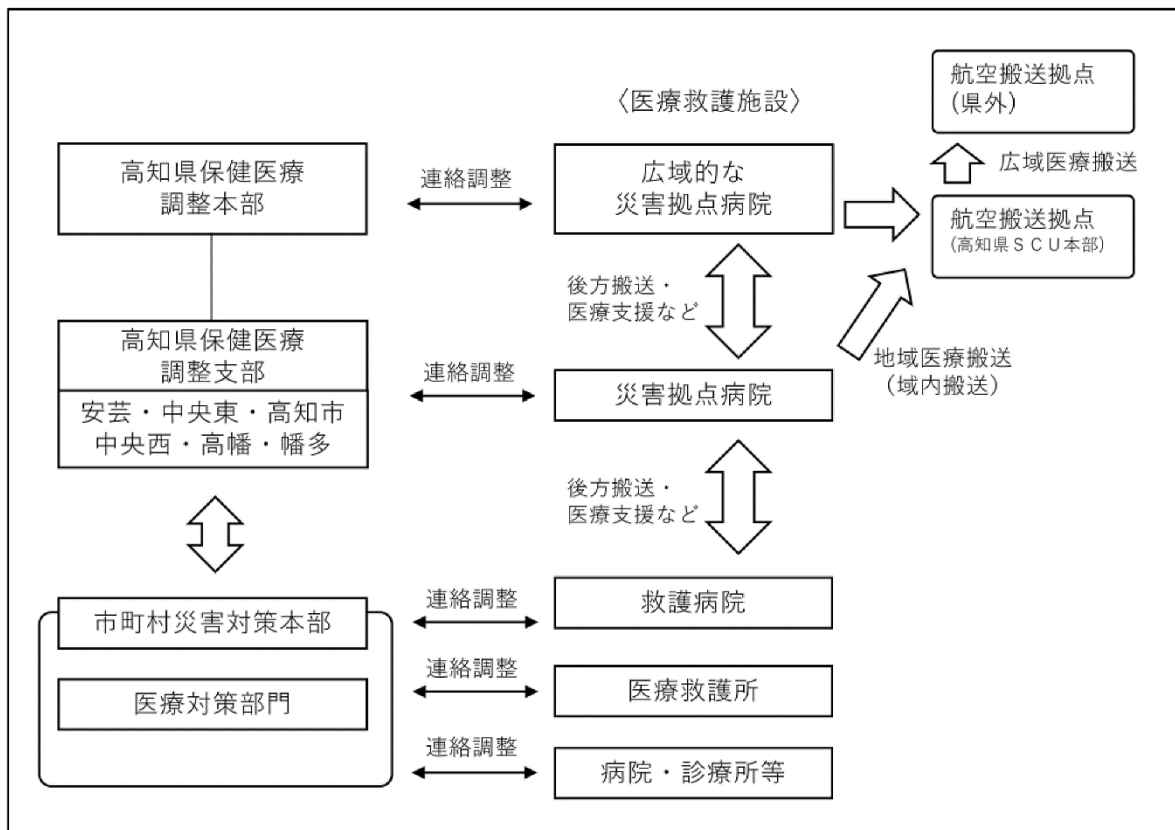 航空搬送拠点
(県外)
〈医療救護施設〉
広域医療搬送
高知県保健医療
調整本部
連絡調整
広域的な
災害拠点病院
航空搬送拠点
(高知県SCU本部)
後方搬送・
医療支援など
地域医療搬送
(域内搬送)
高知県保健医療
調整支部
安芸・中央東・高知市
中央西・高幡・幡多
連絡調整
災害拠点病院
後方搬送・
医療支援など
市町村災害対策本部
連絡調整
救護病院
医療対策部門
連絡調整
医療救護所
連絡調整
病院・診療所等